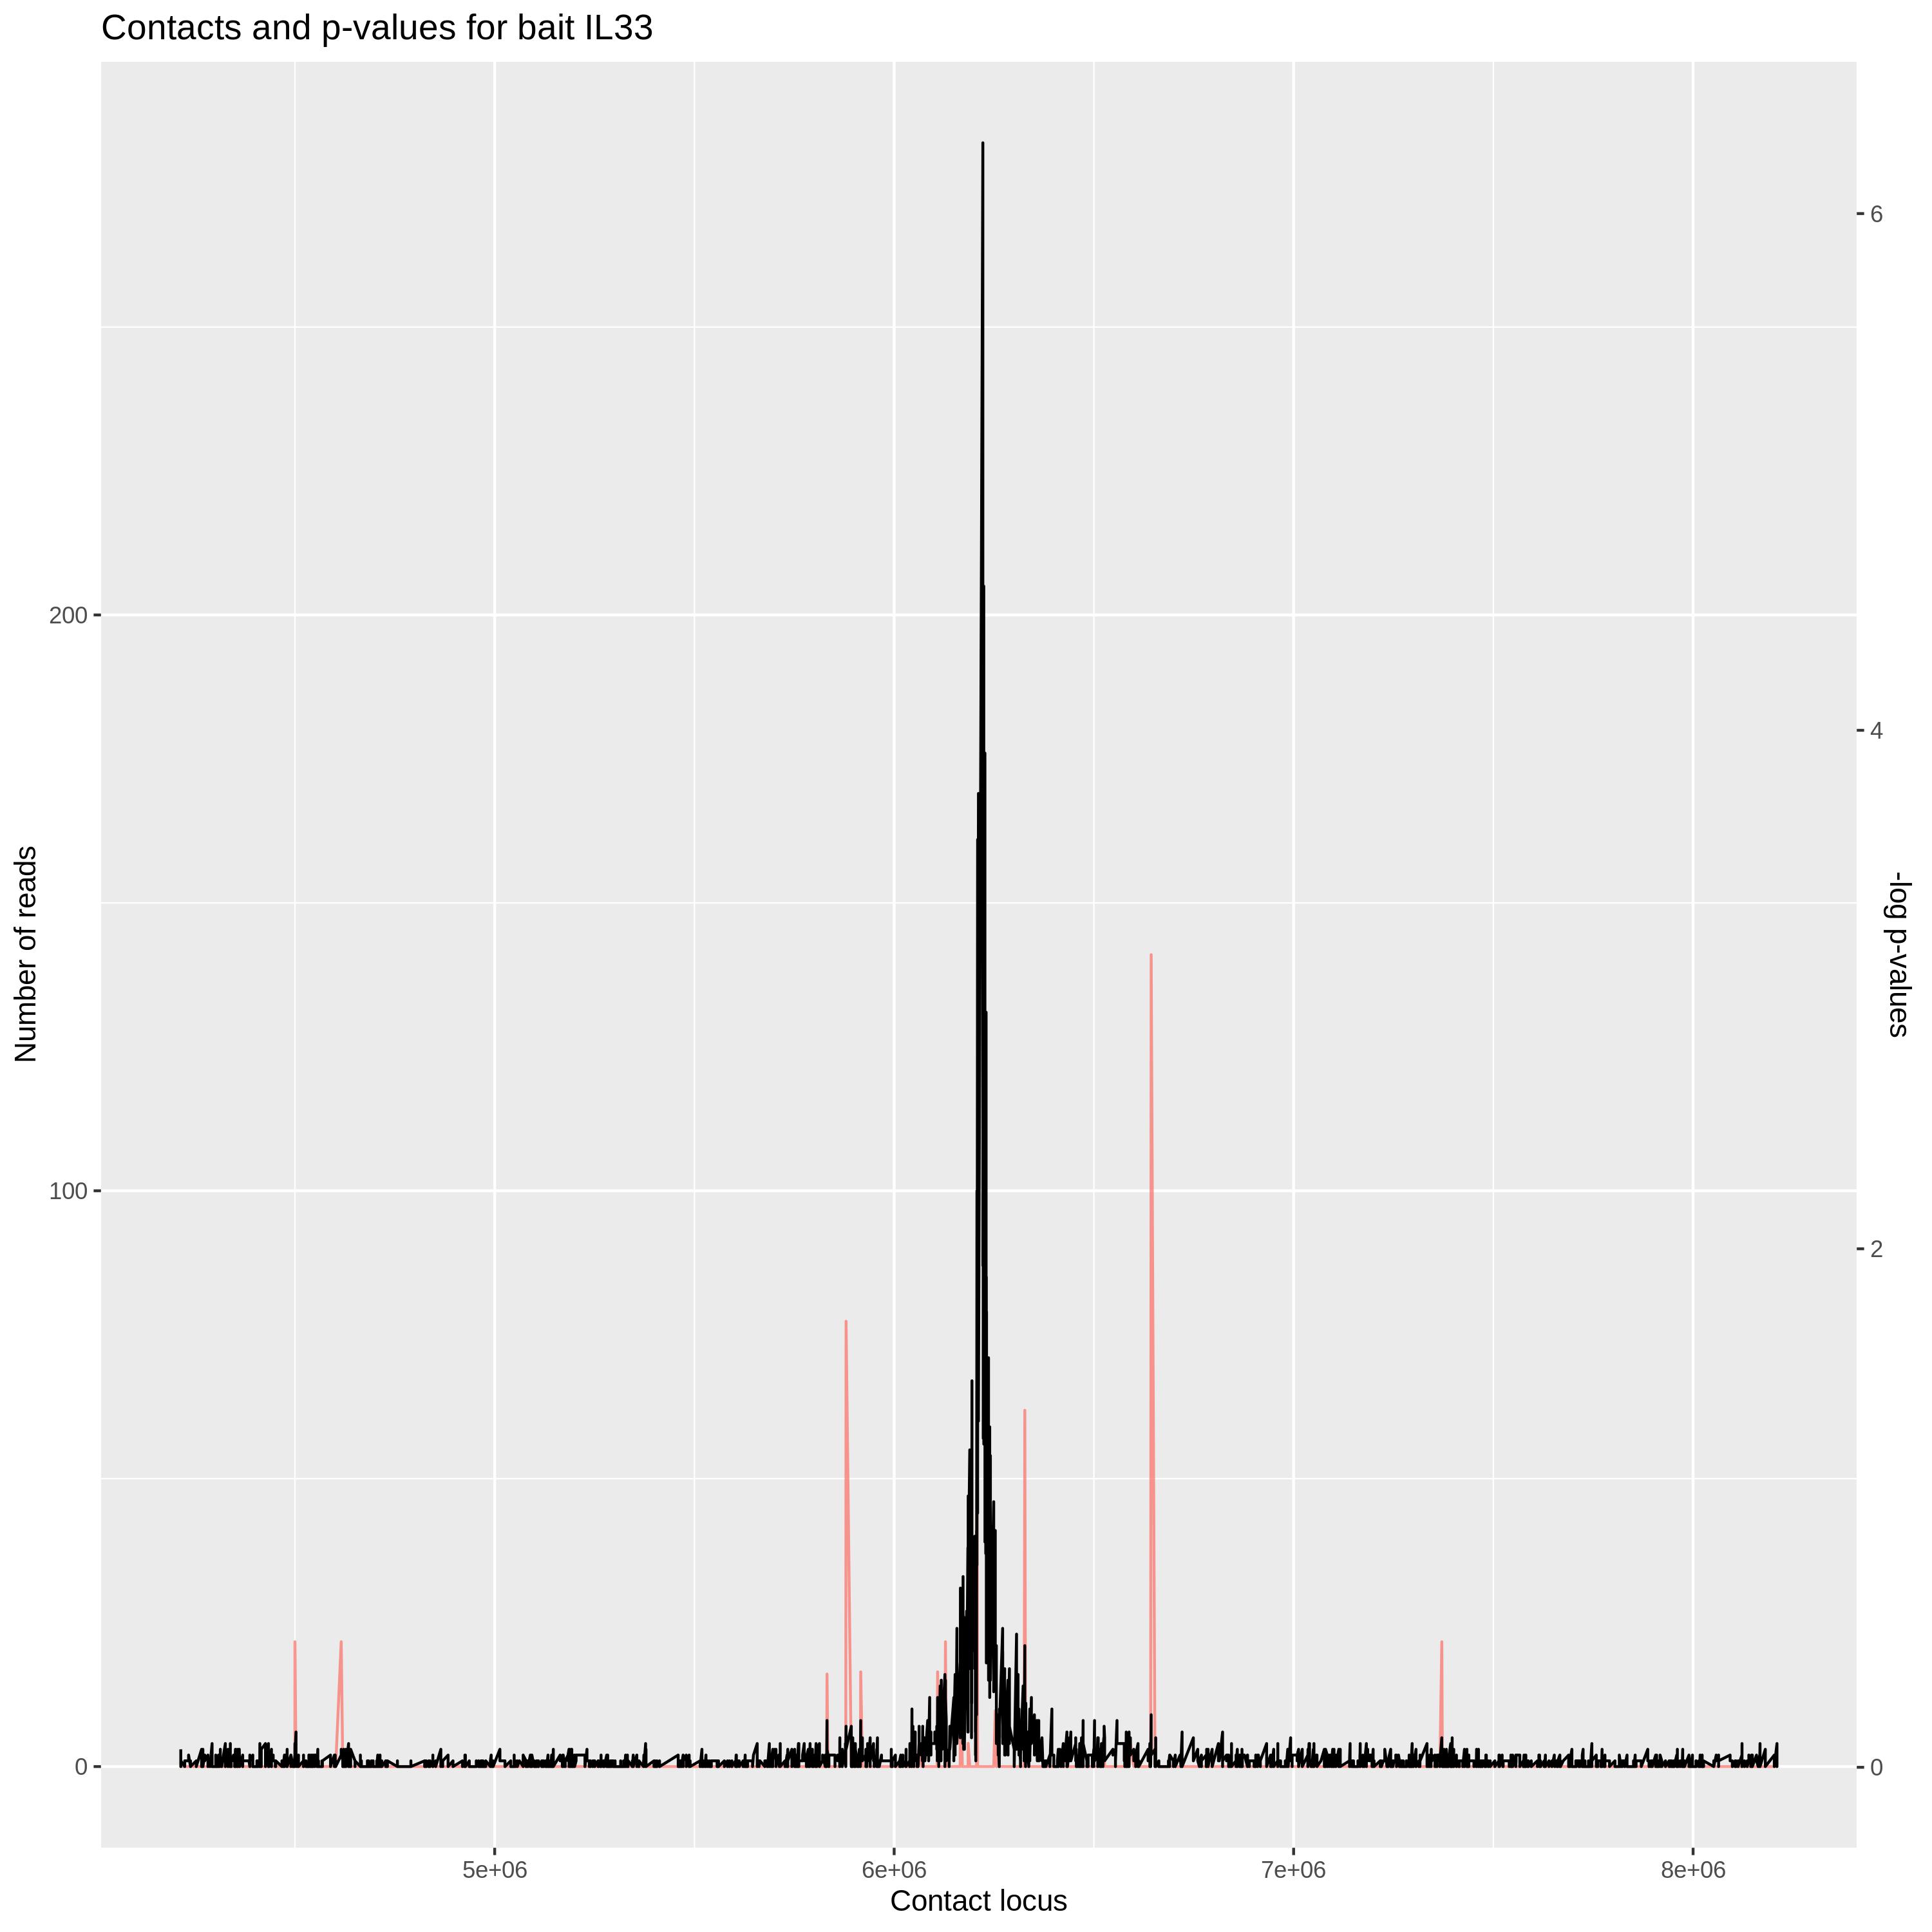 Contacts and p-values for bait IL33
Number of reads
200
100
0
6
4
2
0
-log p-values
5e+06
6e+06
7e+06
8e+06
Contact locus